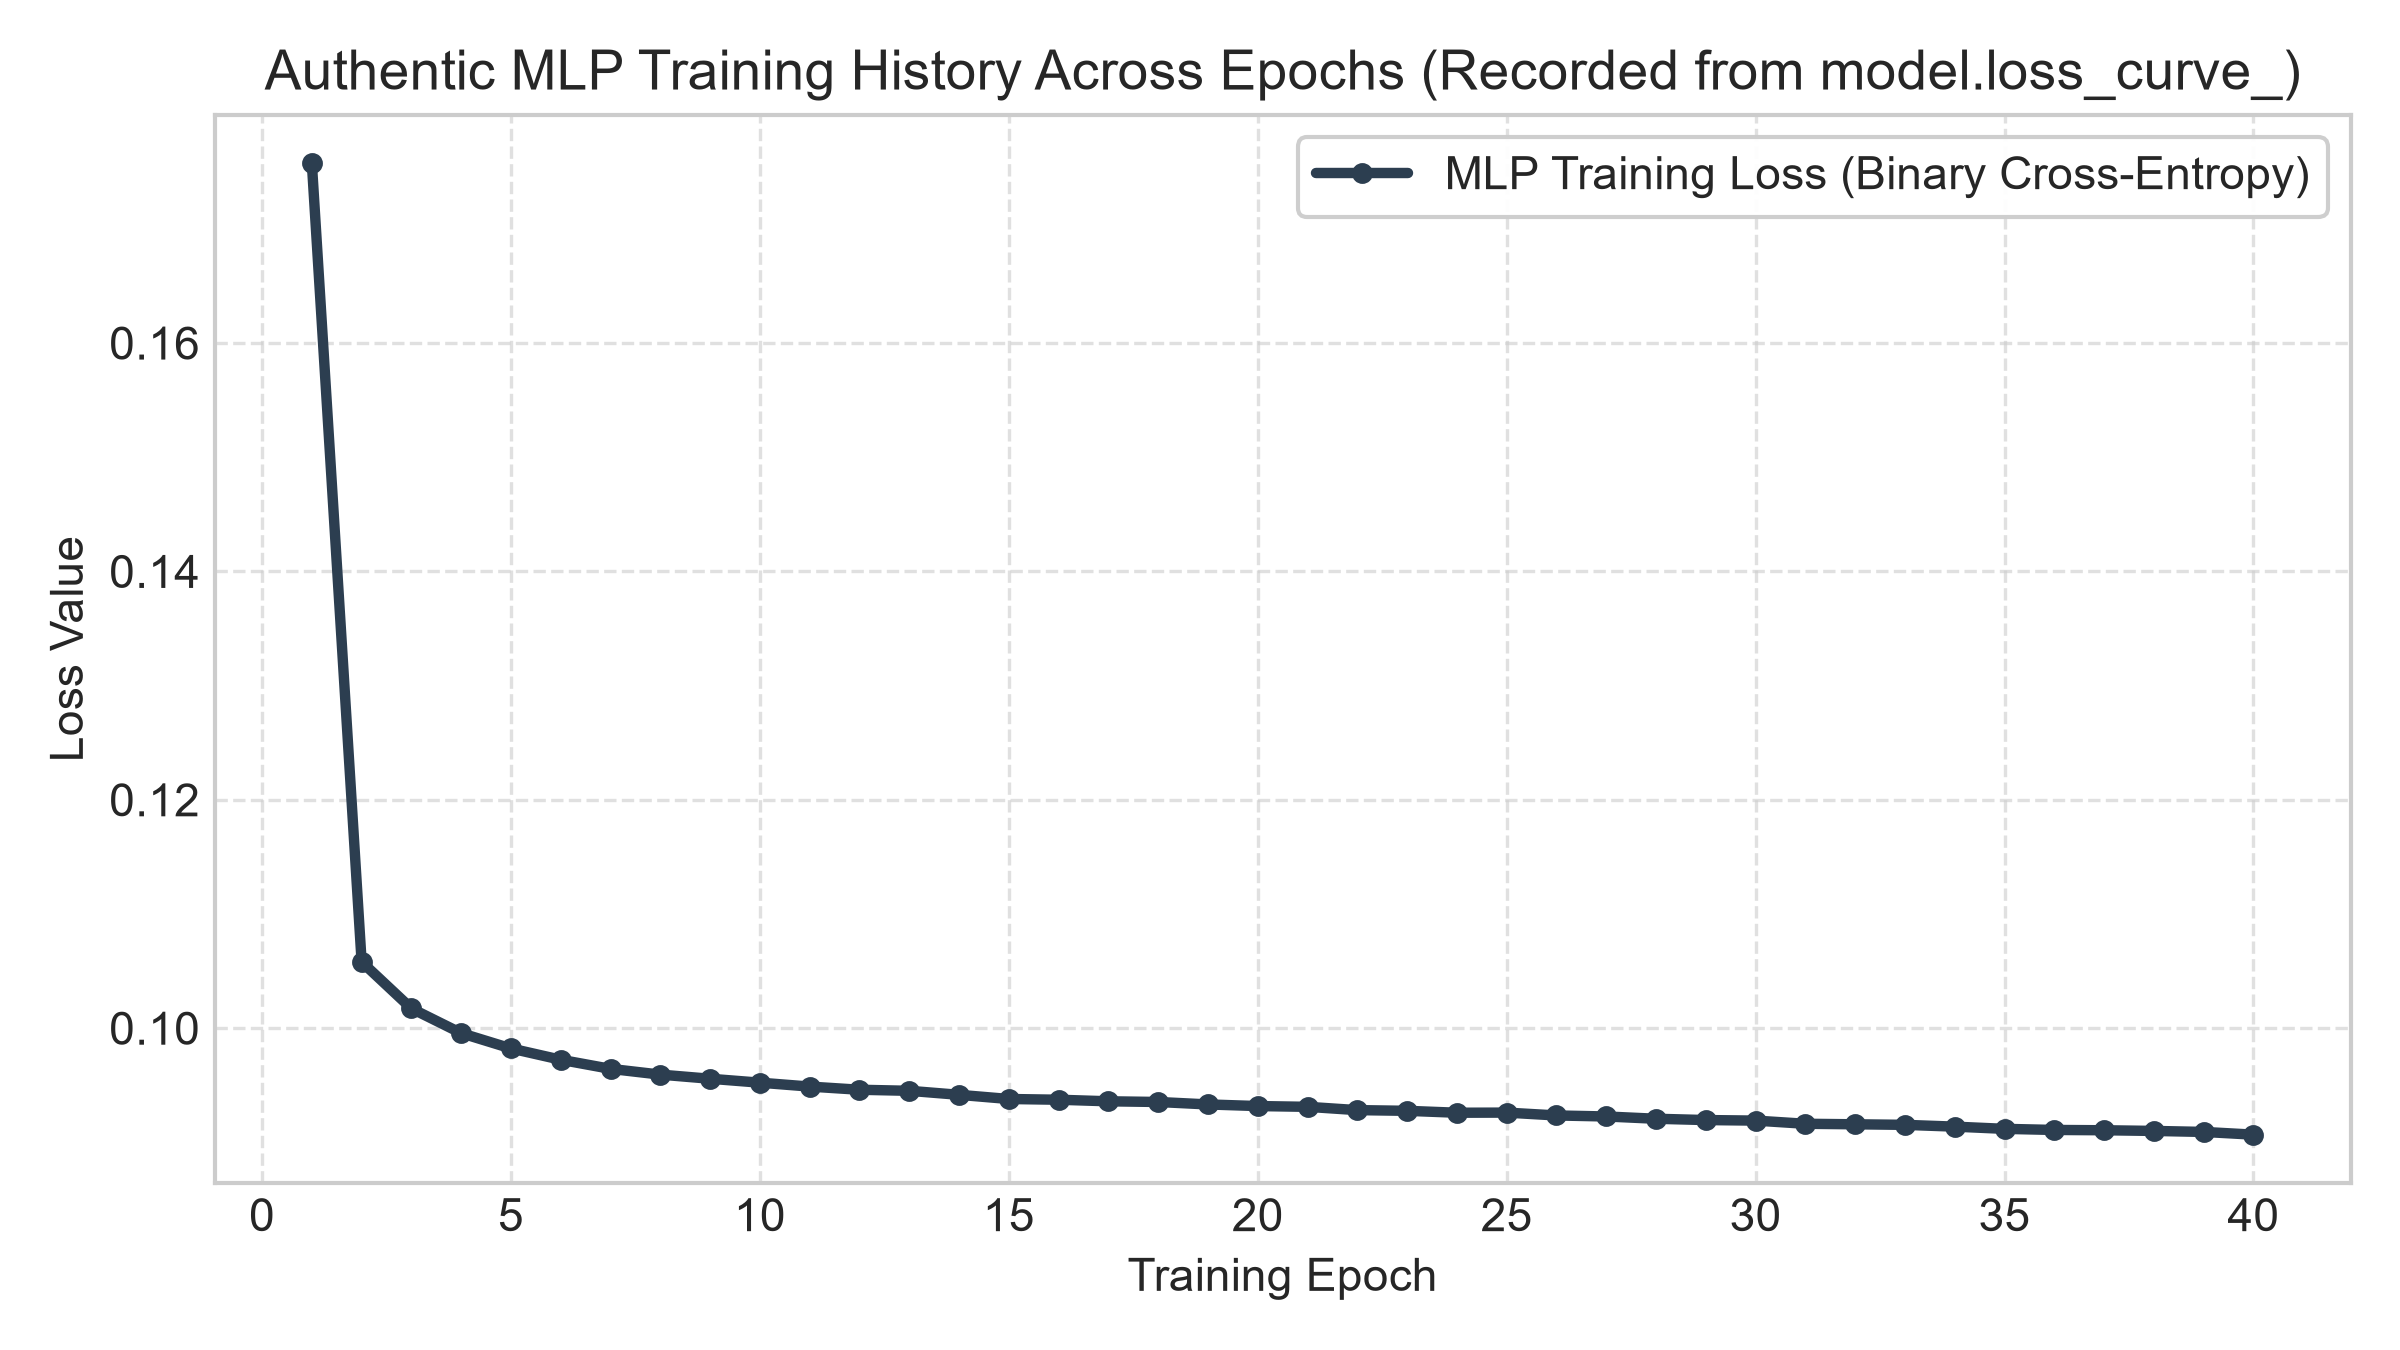 Authentic MLP Training History Across Epochs (Recorded from model.loss_curve_)
MLP Training Loss (Binary Cross-Entropy)
Loss Value
0.16
0.14
0.12
0.10
0 5 10 15 20 25 30 35 40
Training Epoch